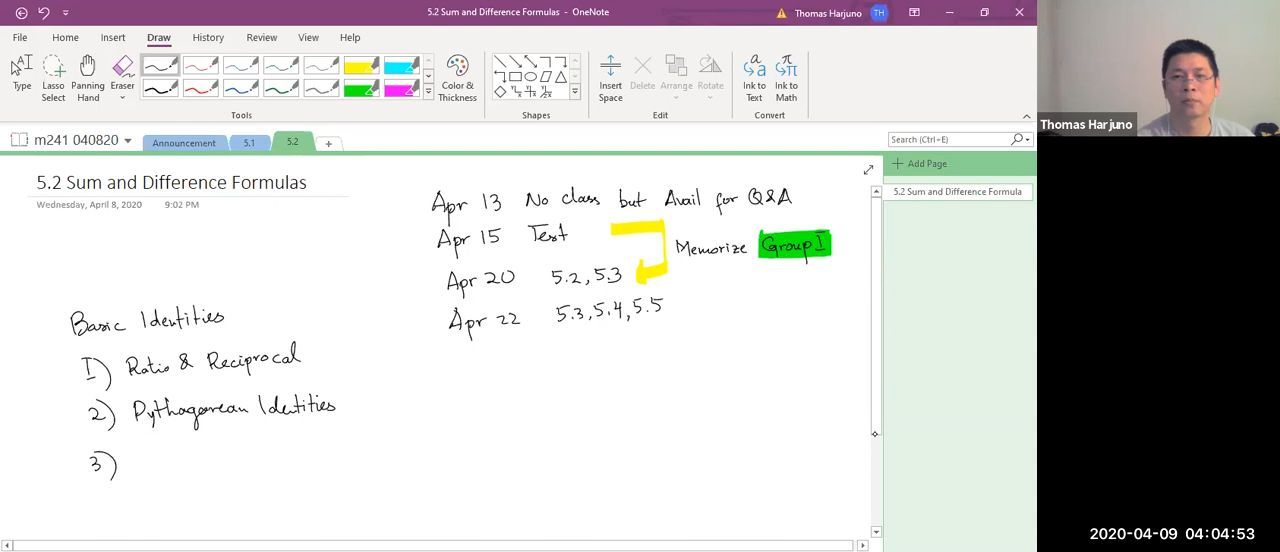 5.2 Sum and Difference Formulas - OneNote
Thomas Harjuno
TH
File
Home
Insert
Draw
History
Review
View
Help
Type
Lasso Select
Panning Hand
Eraser
Color & Thickness
Insert Space
Delete
Arrange
Rotate
Ink to Text
Ink to Math
Tools
Shapes
Edit
Convert
m241 040820
Announcement
5.1
5.2
Search (Ctrl+E)
Add Page
5.2 Sum and Difference Formula
5.2 Sum and Difference Formulas
Wednesday, April 8, 2020
9:02 PM
Apr 13 No class but Avail for Q&A
Apr 15 Test
Memorize Group I
Apr 20 5.2, 5.3
Apr 22 5.3, 5.4, 5.5
Basic Identities
I) Ratio & Reciprocal
2) Pythagorean Identities
3)
Thomas Harjuno
2020-04-09 04:04:53